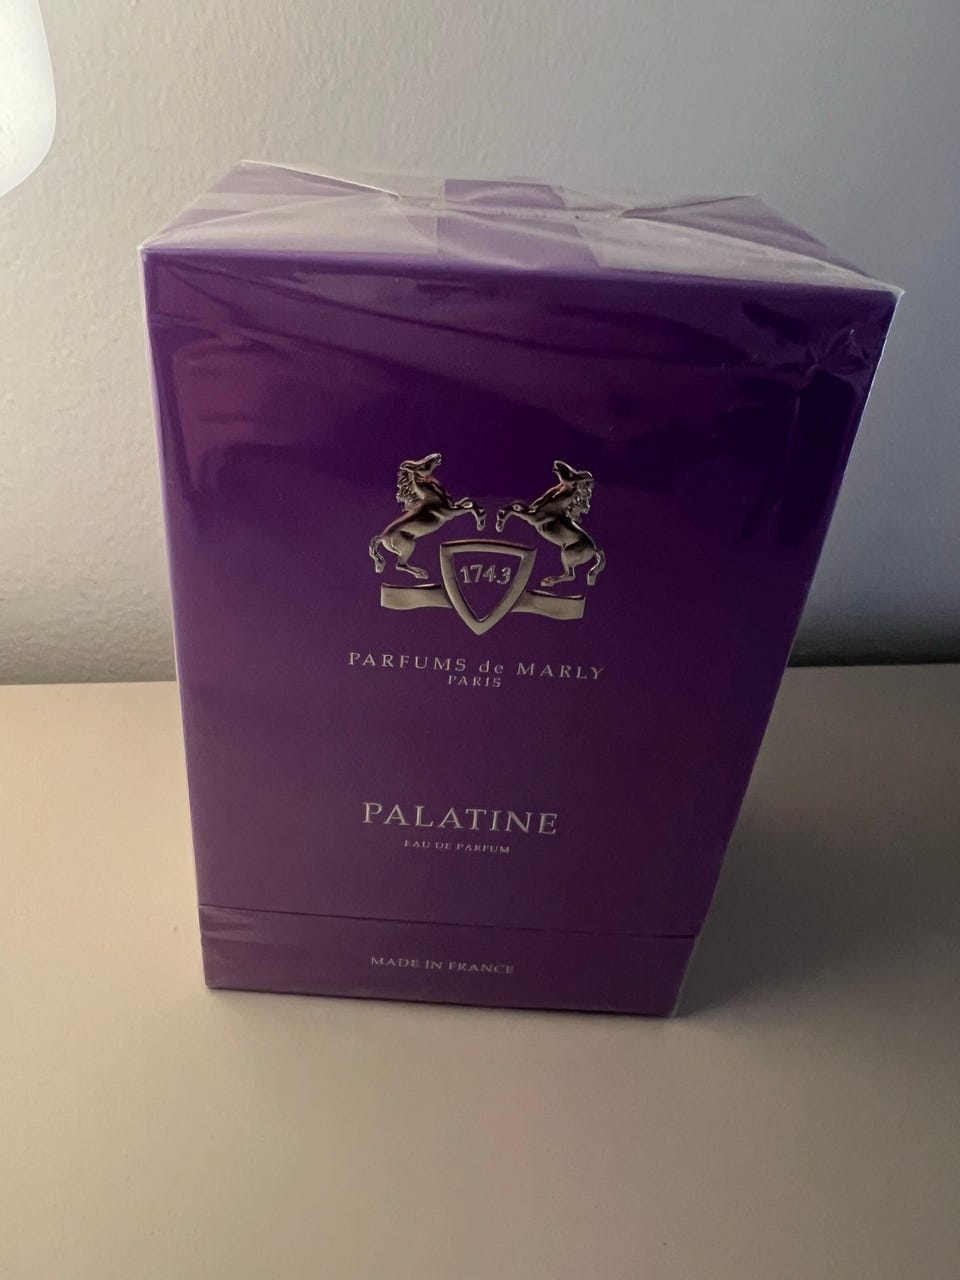 1743
PARFUMS de MARLY
PARIS
PALATINE
EAU DE PARFUM
MADE IN FRANCE